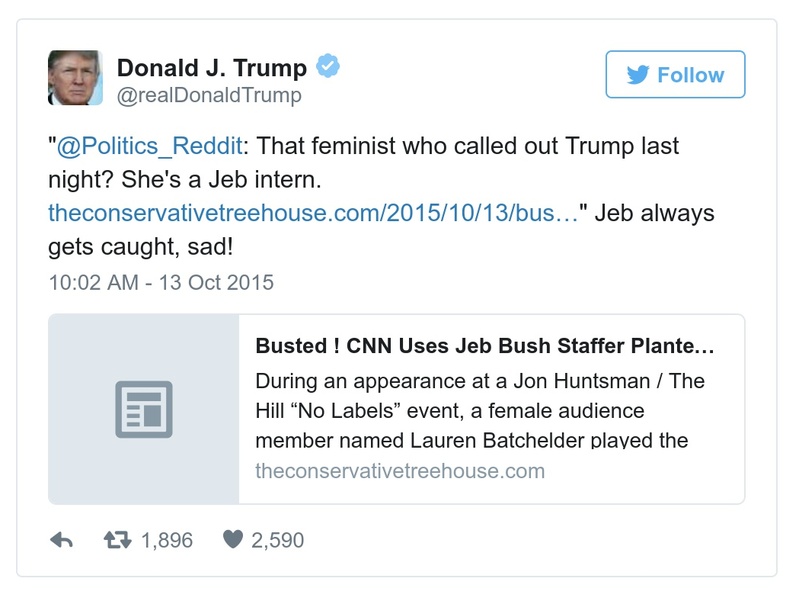 Donald J. Trump
@realDonaldTrump
Follow
"@Politics_Reddit: That feminist who called out Trump last
night? She's a Jeb intern.
theconservativetreehouse.com/2015/10/13/bus…" Jeb always
gets caught, sad!
10:02 AM - 13 Oct 2015
Busted ! CNN Uses Jeb Bush Staffer Plante…
During an appearance at a Jon Huntsman / The
Hill “No Labels” event, a female audience
member named Lauren Batchelder played the
theconservativetreehouse.com
1,896 2,590